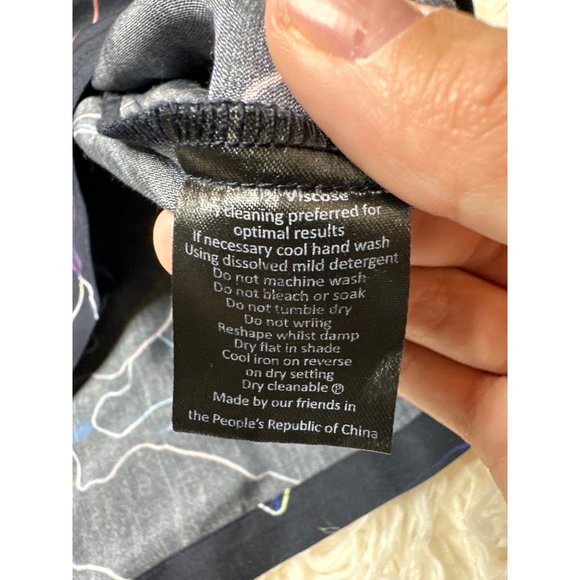 Viscose
cleaning preferred for
optimal results
If necessary cool hand wash
Using dissolved mild detergent
Do not machine wash
Do not bleach or soak
Do not tumble dry
Do not wring
Reshape whilst damp
Dry flat in shade
Cool iron on reverse
on dry setting
Dry cleanable Ⓟ
Made by our friends in
the People's Republic of China